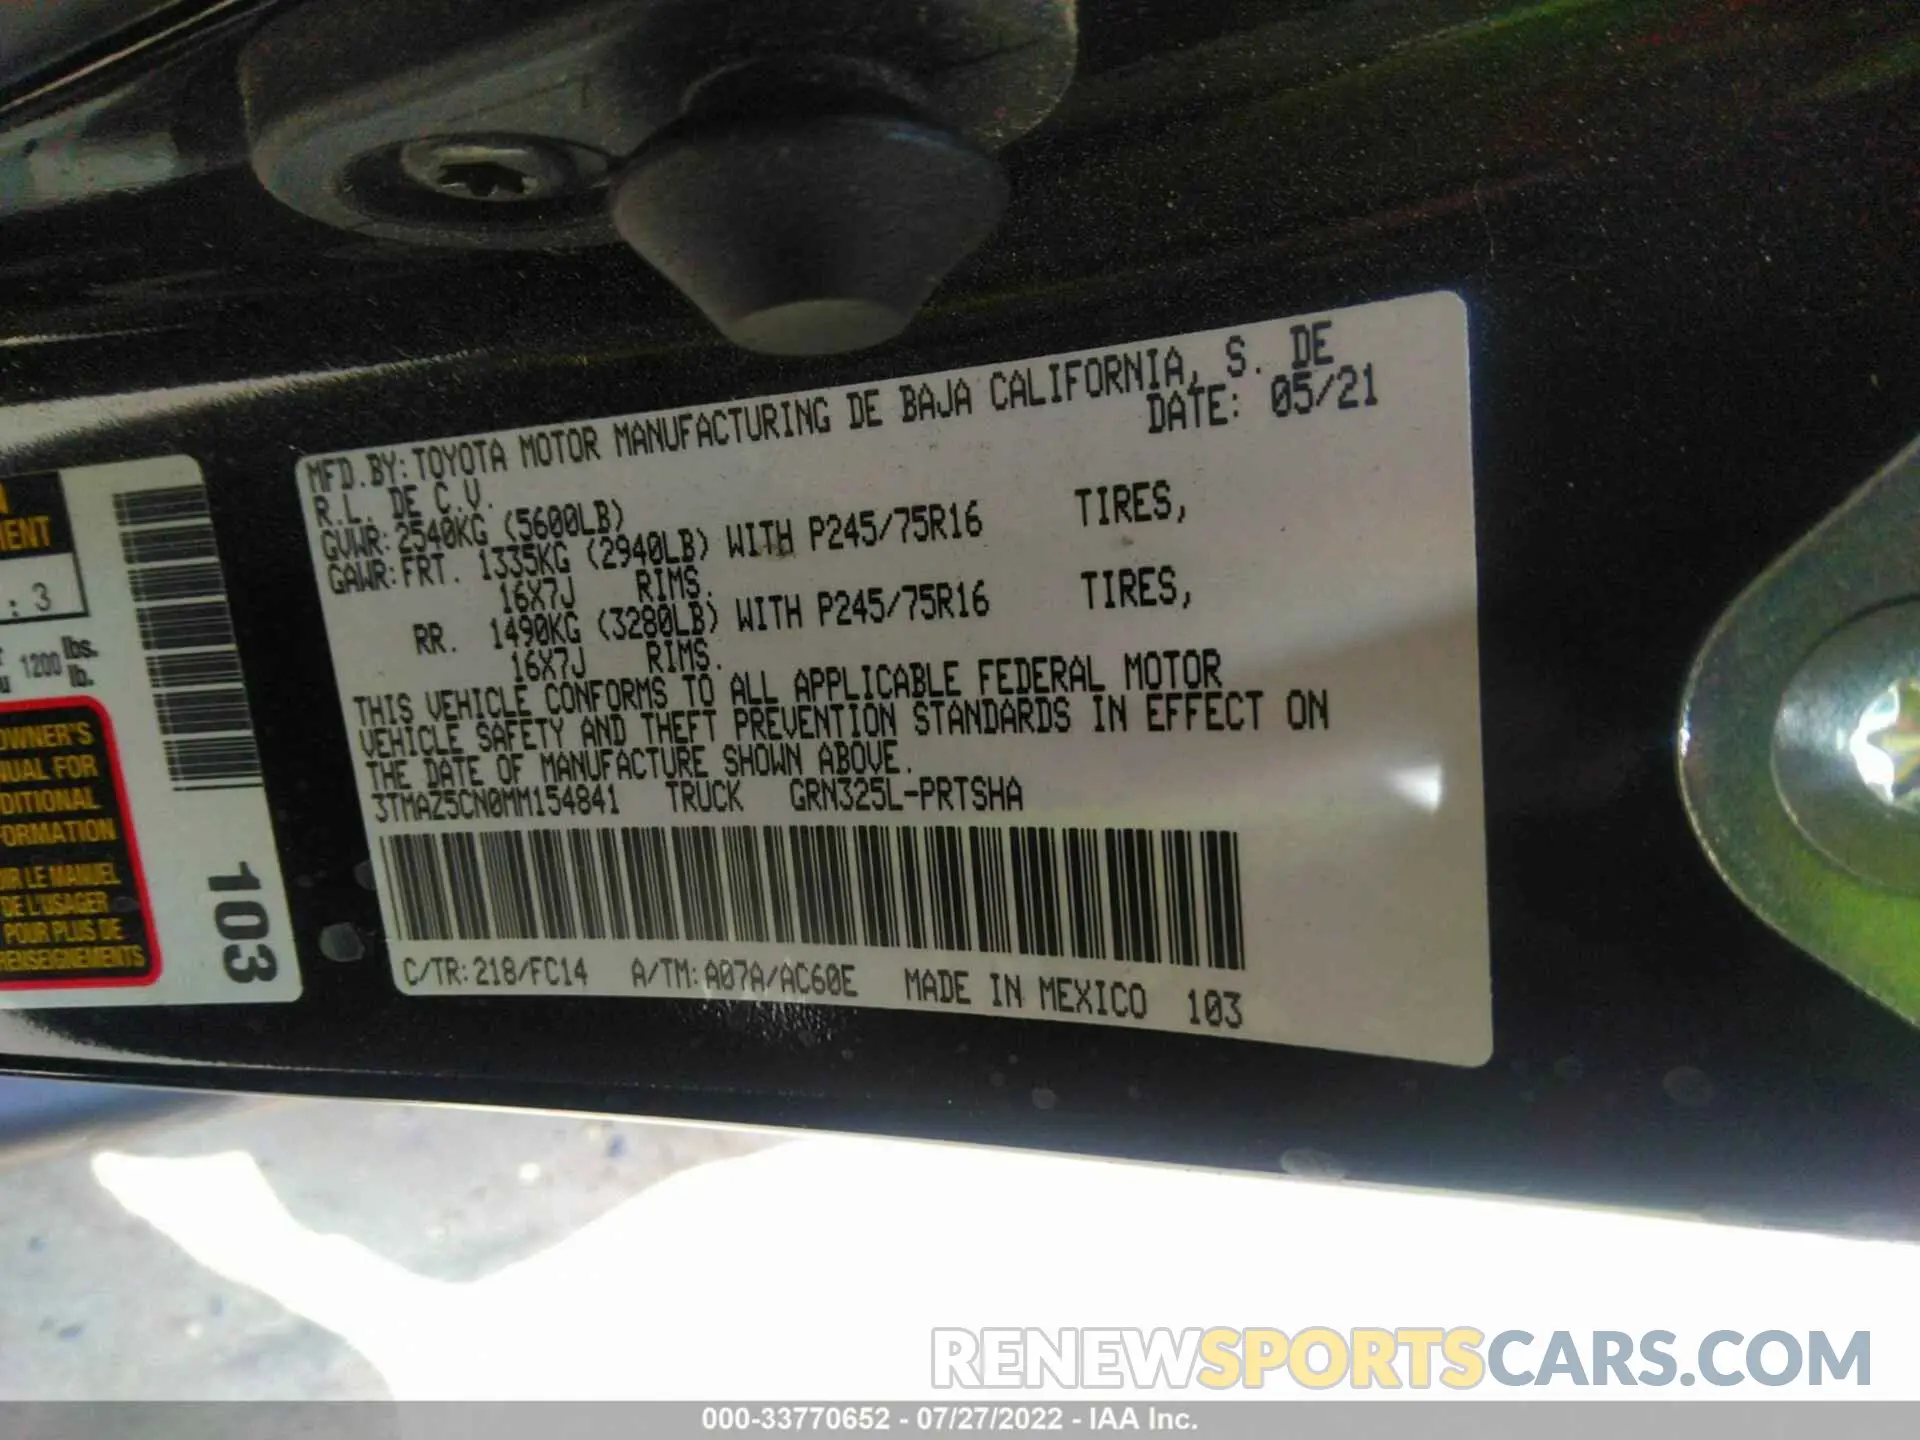 MFD.BY:TOYOTA MOTOR MANUFACTURING DE BAJA CALIFORNIA, S. DE
R.L. DE C.V. DATE: 05/21
GVWR:2540KG (5600LB)
GAWR:FRT. 1335KG (2940LB) WITH P245/75R16 TIRES,
16X7J RIMS.
RR. 1490KG (3280LB) WITH P245/75R16 TIRES,
16X7J RIMS.
THIS VEHICLE CONFORMS TO ALL APPLICABLE FEDERAL MOTOR
VEHICLE SAFETY AND THEFT PREVENTION STANDARDS IN EFFECT ON
THE DATE OF MANUFACTURE SHOWN ABOVE.
3TMAZ5CN0MM154841 TRUCK GRN325L-PRTSHA
C/TR:218/FC14 A/TM:A07A/AC60E MADE IN MEXICO 103
: 3
1200 lbs.
lb.
OWNER'S
NUAL FOR
DITIONAL
FORMATION
OIR LE MANUEL
DE L'USAGER
POUR PLUS DE
RENSEIGNEMENTS
103
RENEWSPORTSCARS.COM
000-33770652 - 07/27/2022 - IAA Inc.